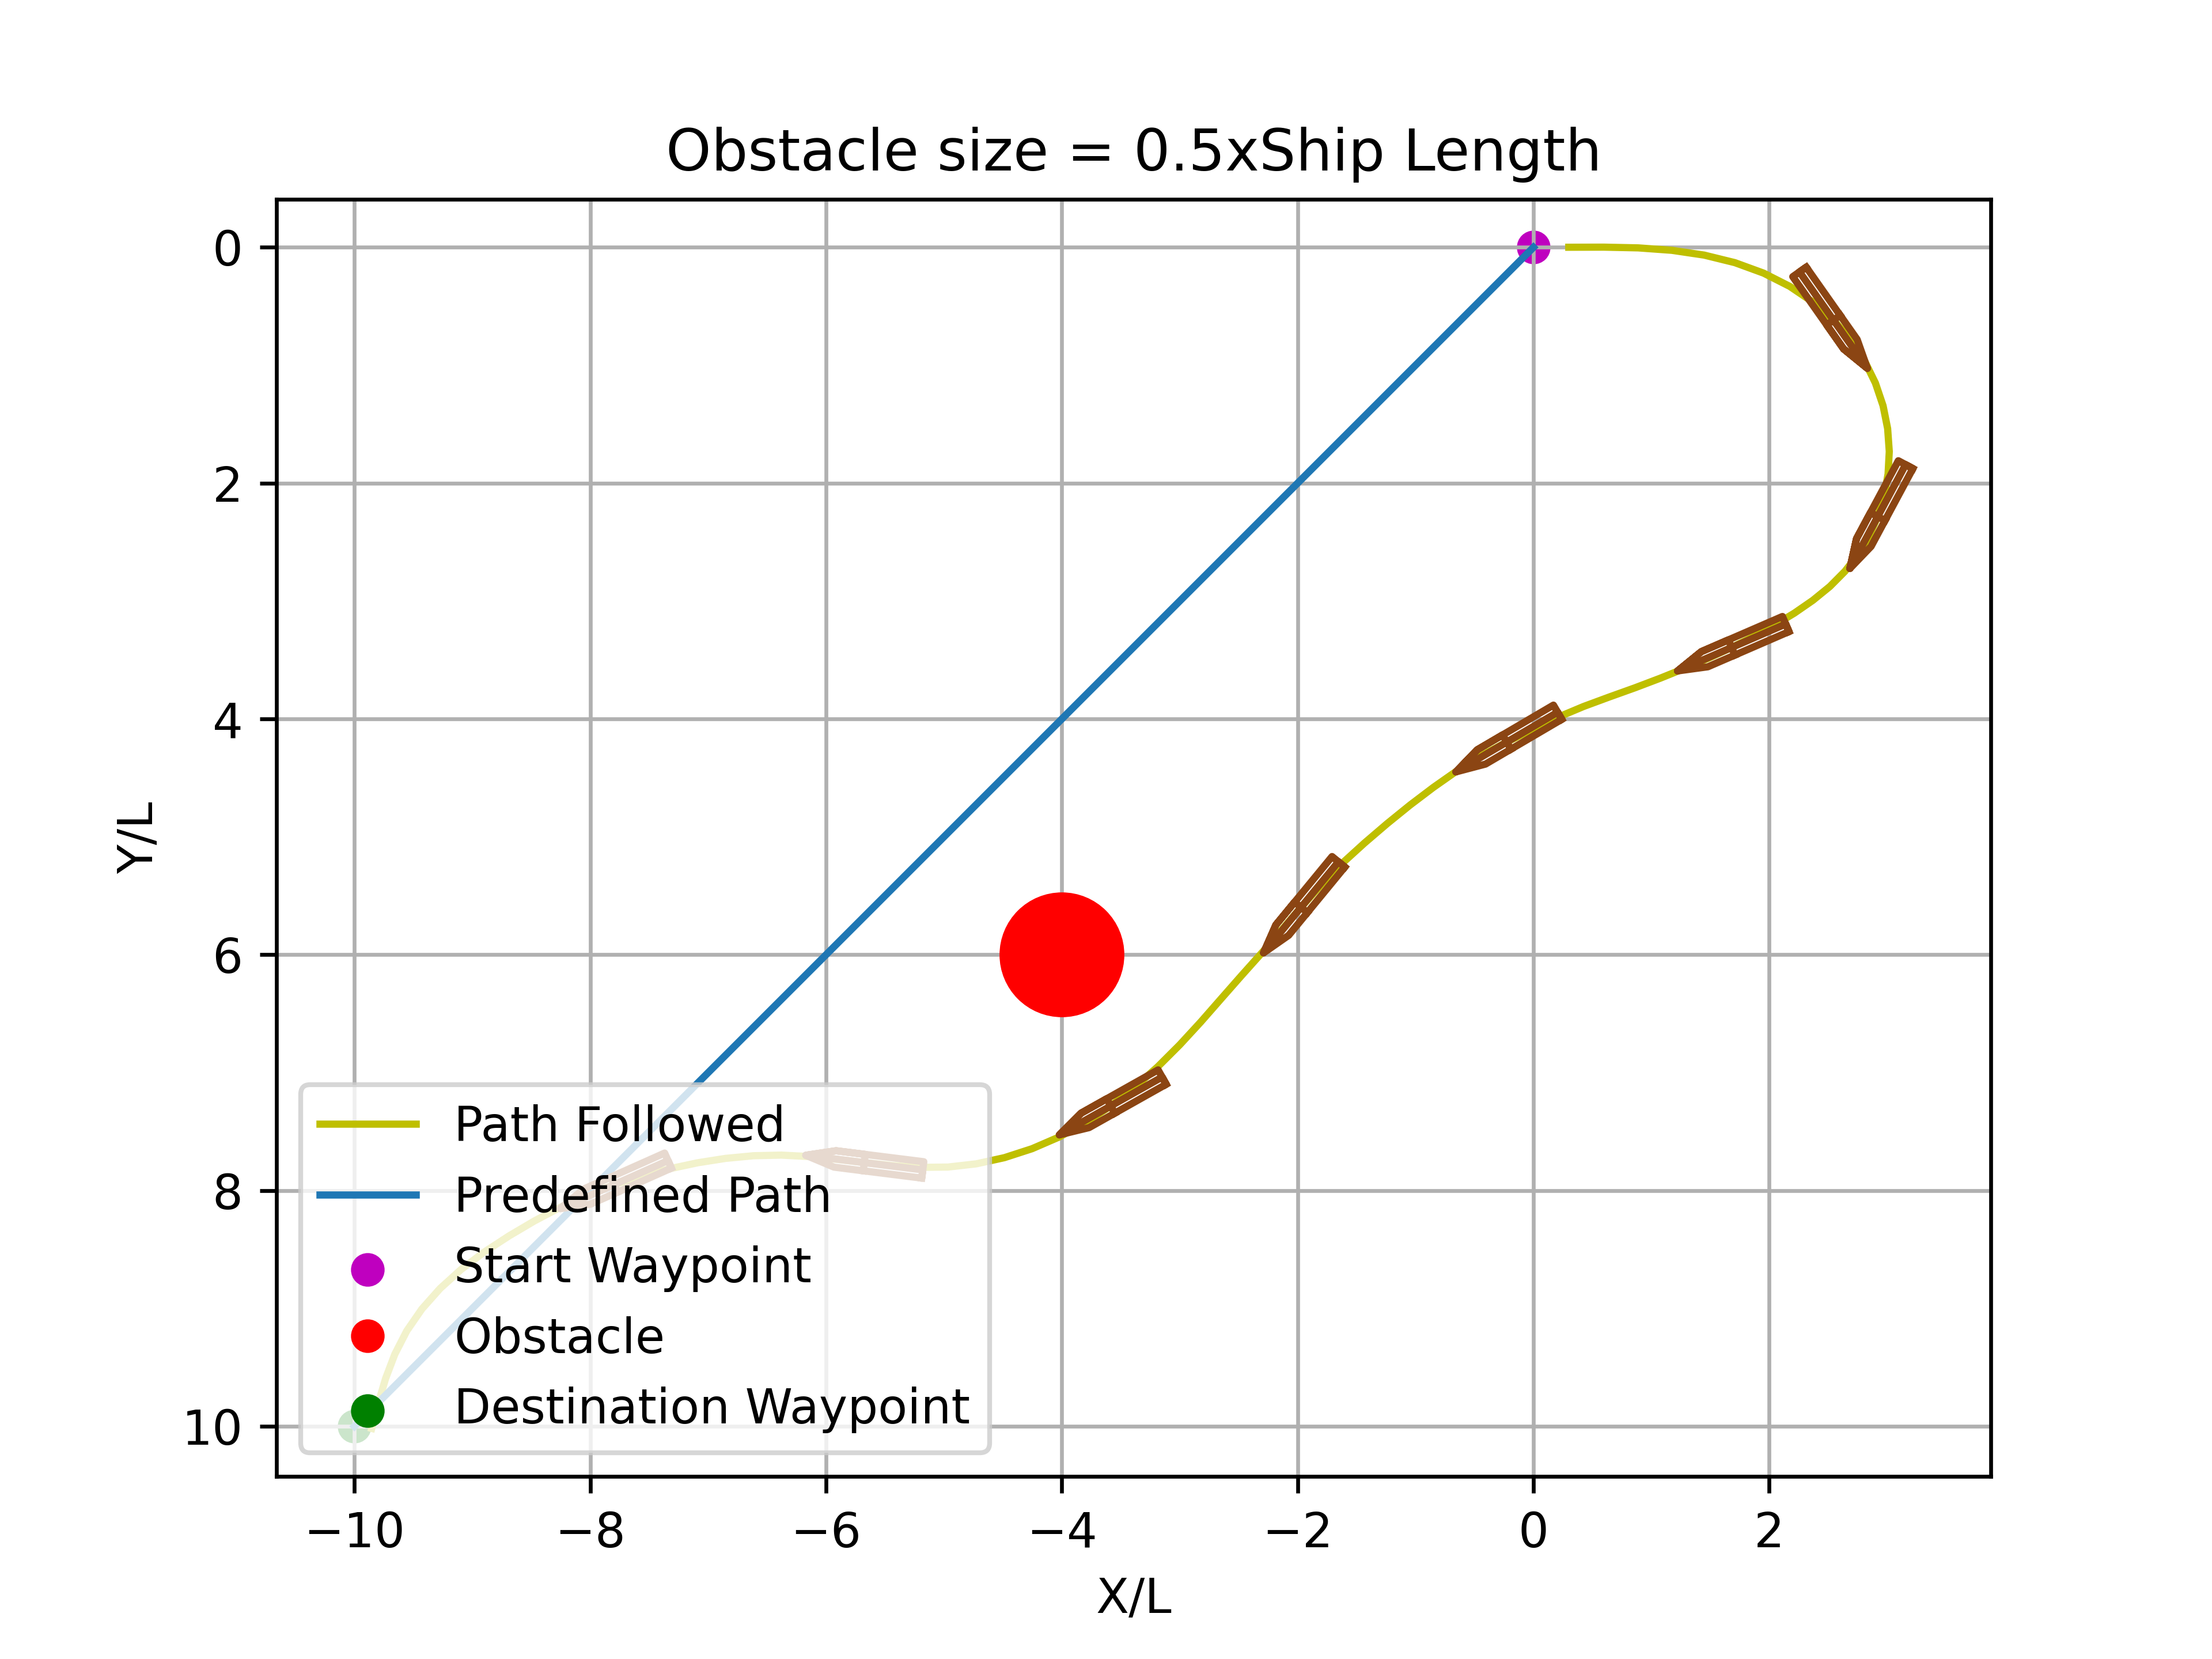 Obstacle size = 0.5xShip Length
0
2
4
6
8
10
Y/L
Path Followed
Predefined Path
Start Waypoint
Obstacle
Destination Waypoint
−10 −8 −6 −4 −2 0 2
X/L